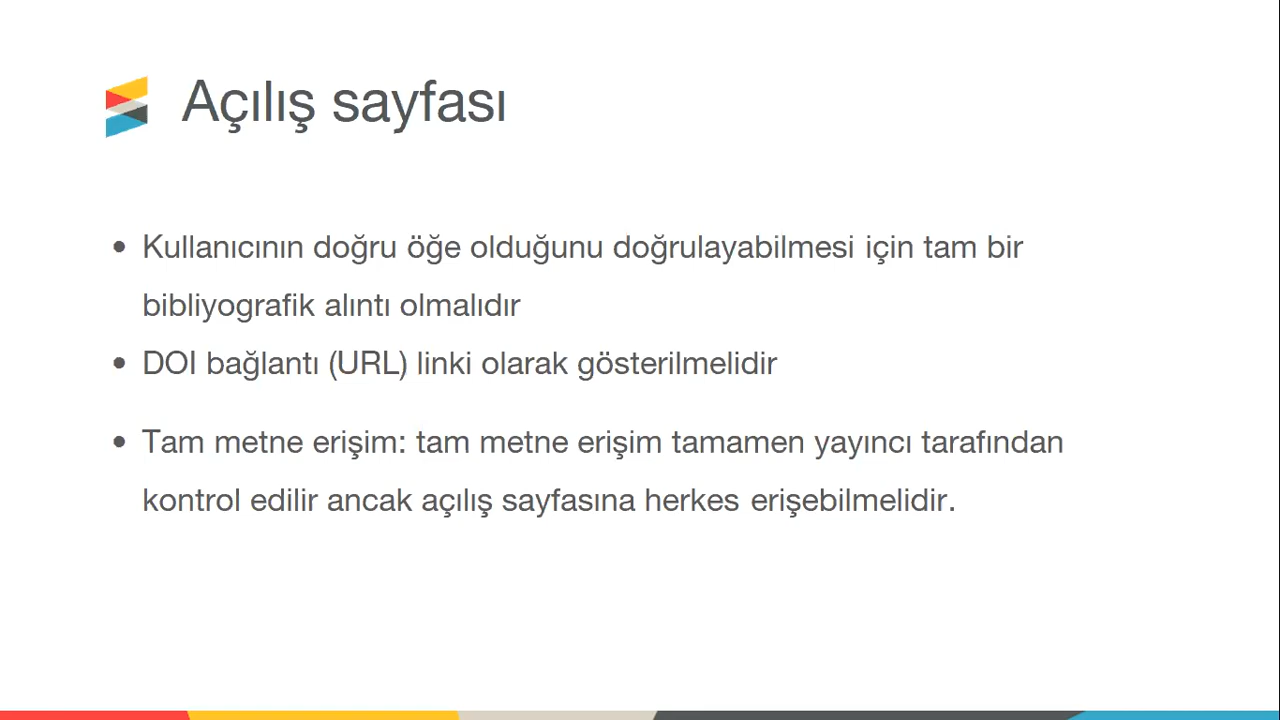 Açılış sayfası
• Kullanıcının doğru öğe olduğunu doğrulayabilmesi için tam bir
bibliyografik alıntı olmalıdır
• DOI bağlantı (URL) linki olarak gösterilmelidir
• Tam metne erişim: tam metne erişim tamamen yayıncı tarafından
kontrol edilir ancak açılış sayfasına herkes erişebilmelidir.